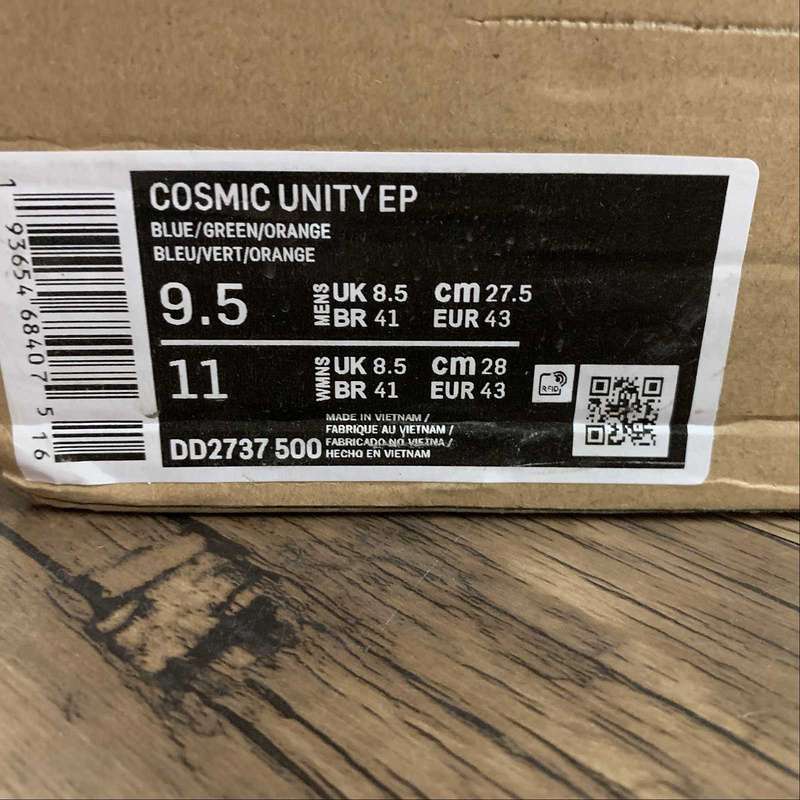 COSMIC UNITY EP
BLUE/GREEN/ORANGE
BLEU/VERT/ORANGE
9.5 MENS UK 8.5 cm 27.5
BR 41 EUR 43
11 WMNS UK 8.5 cm 28
BR 41 EUR 43
RFID
MADE IN VIETNAM /
FABRIQUE AU VIETNAM /
DD2737 500 FABRICADO NO VIETNA /
HECHO EN VIETNAM
1 93654 68407 5 16